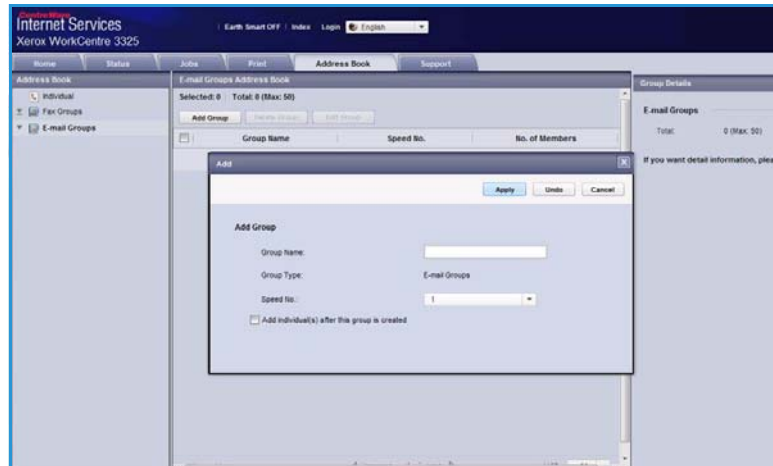 CentreWare
Internet Services
Xerox WorkCentre 3325
Earth Smart OFF Index Login English
Home Status Jobs Print Address Book Support
Address Book
Individual
Fax Groups
E-mail Groups
E-mail Groups Address Book
Selected: 0 Total: 0 (Max: 50)
Add Group Delete Group Edit Group
Group Name Speed No. No. of Members
Group Details
E-mail Groups
Total: 0 (Max: 50)
If you want detail information, plea
Add
Apply Undo Cancel
Add Group
Group Name:
Group Type: E-mail Groups
Speed No.: 1
Add individual(s) after this group is created